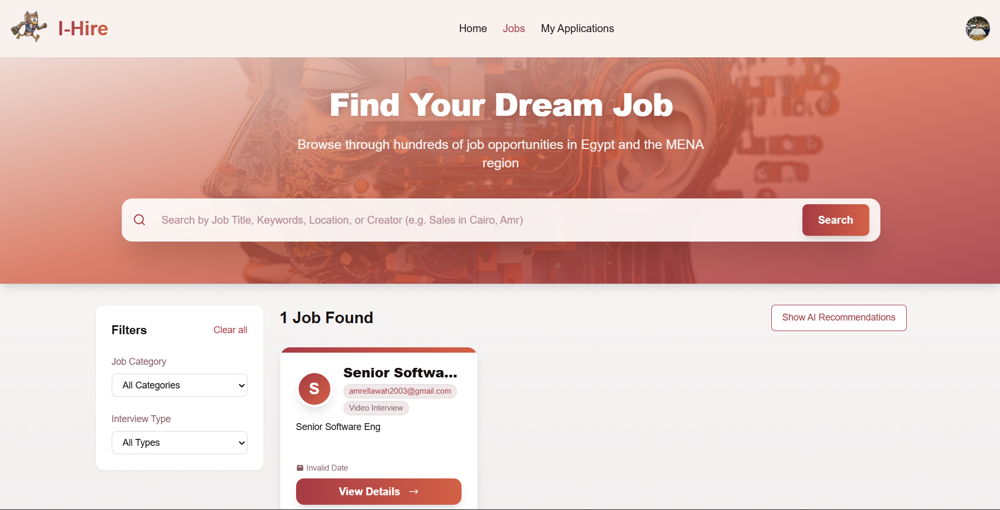 I-Hire
Home
Jobs
My Applications
Find Your Dream Job
Browse through hundreds of job opportunities in Egypt and the MENA
region
Search by Job Title, Keywords, Location, or Creator (e.g. Sales in Cairo, Amr)
Search
Filters
Clear all
Job Category
All Categories
Interview Type
All Types
1 Job Found
Show AI Recommendations
S
Senior Softwa...
amrellawah2003@gmail.com
Video Interview
Senior Software Eng
Invalid Date
View Details →